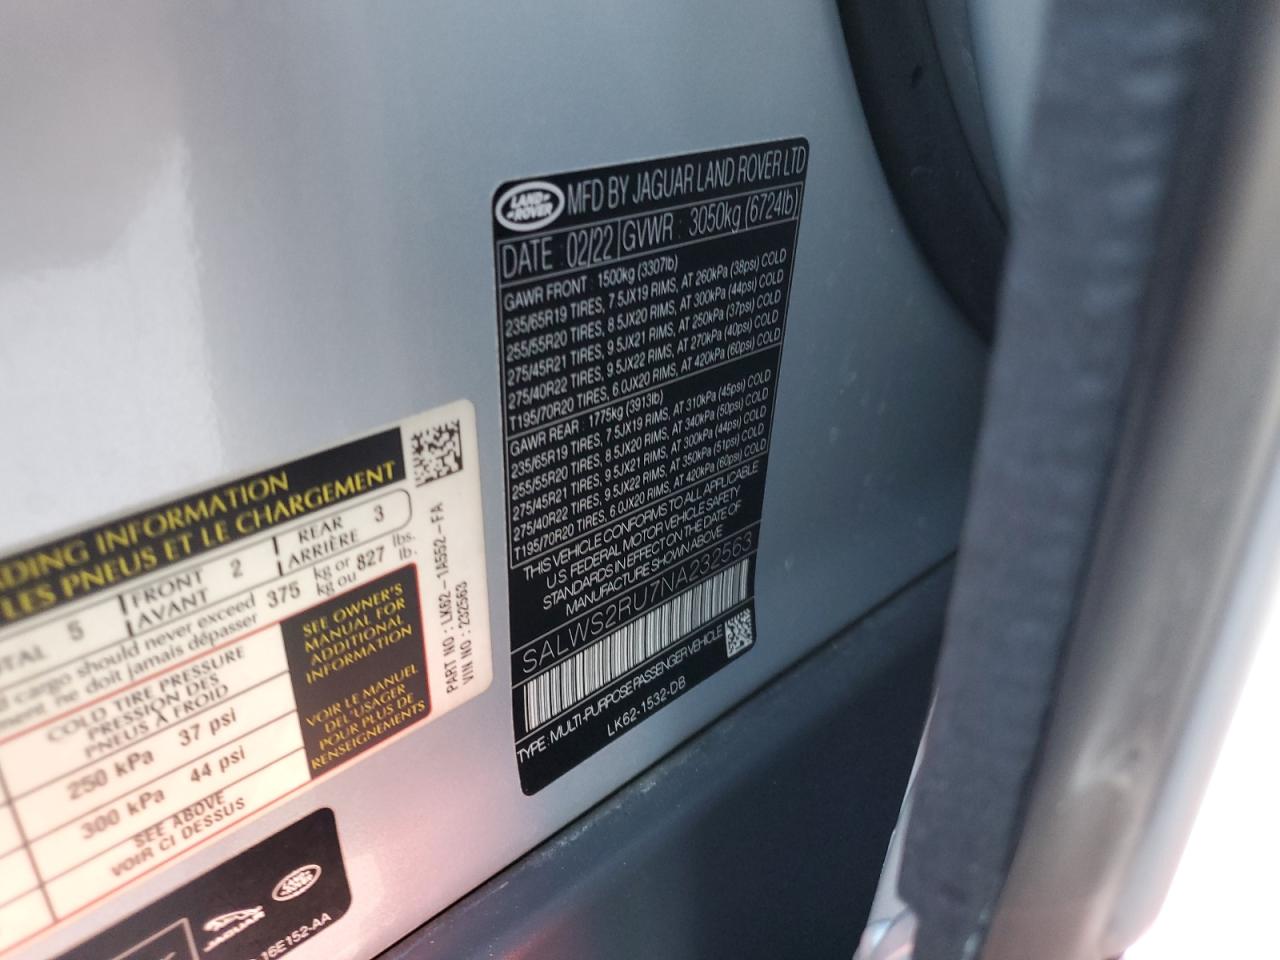 LAND ROVER
MFD BY JAGUAR LAND ROVER LTD
DATE 02/22 GVWR : 3050kg (6724lb)
GAWR FRONT : 1500kg (3307lb)
235/65R19 TIRES, 7.5JX19 RIMS, AT 260kPa (38psi) COLD
255/55R20 TIRES, 8.5JX20 RIMS, AT 300kPa (44psi) COLD
275/45R21 TIRES, 9.5JX21 RIMS, AT 250kPa (37psi) COLD
275/40R22 TIRES, 9.5JX22 RIMS, AT 270kPa (40psi) COLD
T195/70R20 TIRES, 6.0JX20 RIMS, AT 420kPa (60psi) COLD
GAWR REAR : 1775kg (3913lb)
235/65R19 TIRES, 7.5JX19 RIMS, AT 310kPa (45psi) COLD
255/55R20 TIRES, 8.5JX20 RIMS, AT 340kPa (50psi) COLD
275/45R21 TIRES, 9.5JX21 RIMS, AT 300kPa (44psi) COLD
275/40R22 TIRES, 9.5JX22 RIMS, AT 350kPa (51psi) COLD
T195/70R20 TIRES, 6.0JX20 RIMS, AT 420kPa (60psi) COLD
THIS VEHICLE CONFORMS TO ALL APPLICABLE
U.S. FEDERAL MOTOR VEHICLE SAFETY
STANDARDS IN EFFECT ON THE DATE OF
MANUFACTURE SHOWN ABOVE
SALWS2RU7NA232563
TYPE : MULTI-PURPOSE PASSENGER VEHICLE
LK62-1532-DB
INFORMATION
LES PNEUS ET LE CHARGEMENT
5
FRONT 2 REAR 3
AVANT ARRIÈRE
cargo should never exceed 375 kg or 827 lbs.
ne doit jamais dépasser kg ou lb.
COLD TIRE PRESSURE
PRESSION DES
PNEUS À FROID
250 kPa 37 psi
300 kPa 44 psi
SEE ABOVE
VOIR CI DESSUS
SEE OWNER'S
MANUAL FOR
ADDITIONAL
INFORMATION
VOIR LE MANUEL
DE L'USAGER
POUR PLUS DE
RENSEIGNEMENTS
PART NO : LK62-1A552-FA
VIN NO : 232563
JAGUAR
LAND ROVER
16E152-AA